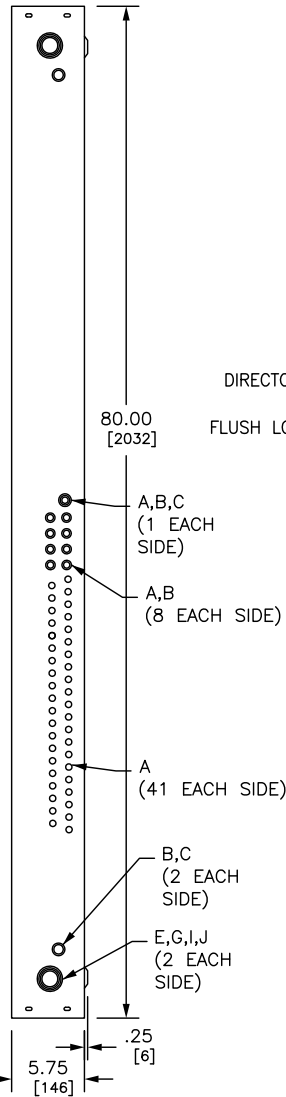 DIRECTO
80.00
[2032]
FLUSH LO
A,B,C
(1 EACH
SIDE)
A,B
(8 EACH SIDE)
A
(41 EACH SIDE)
B,C
(2 EACH
SIDE)
E,G,I,J
(2 EACH
SIDE)
.25
[6]
5.75
[146]